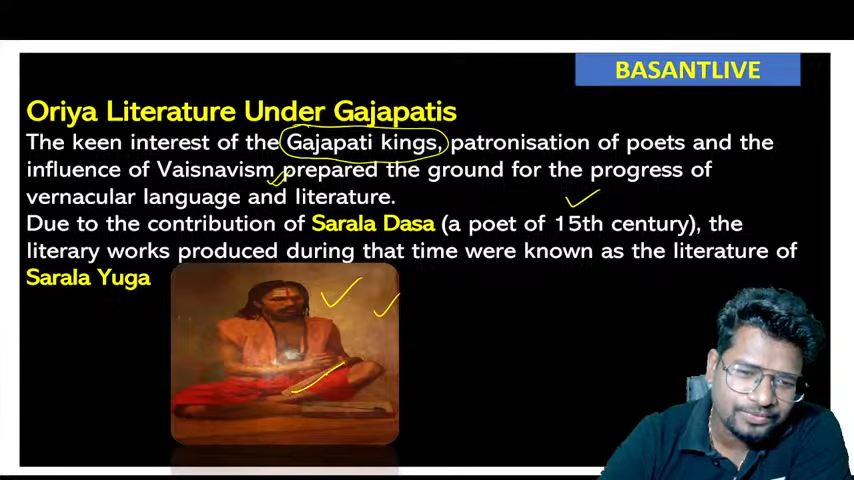 BASANTLIVE
Oriya Literature Under Gajapatis
The keen interest of the Gajapati kings, patronisation of poets and the
influence of Vaisnavism prepared the ground for the progress of
vernacular language and literature.
Due to the contribution of Sarala Dasa (a poet of 15th century), the
literary works produced during that time were known as the literature of
Sarala Yuga